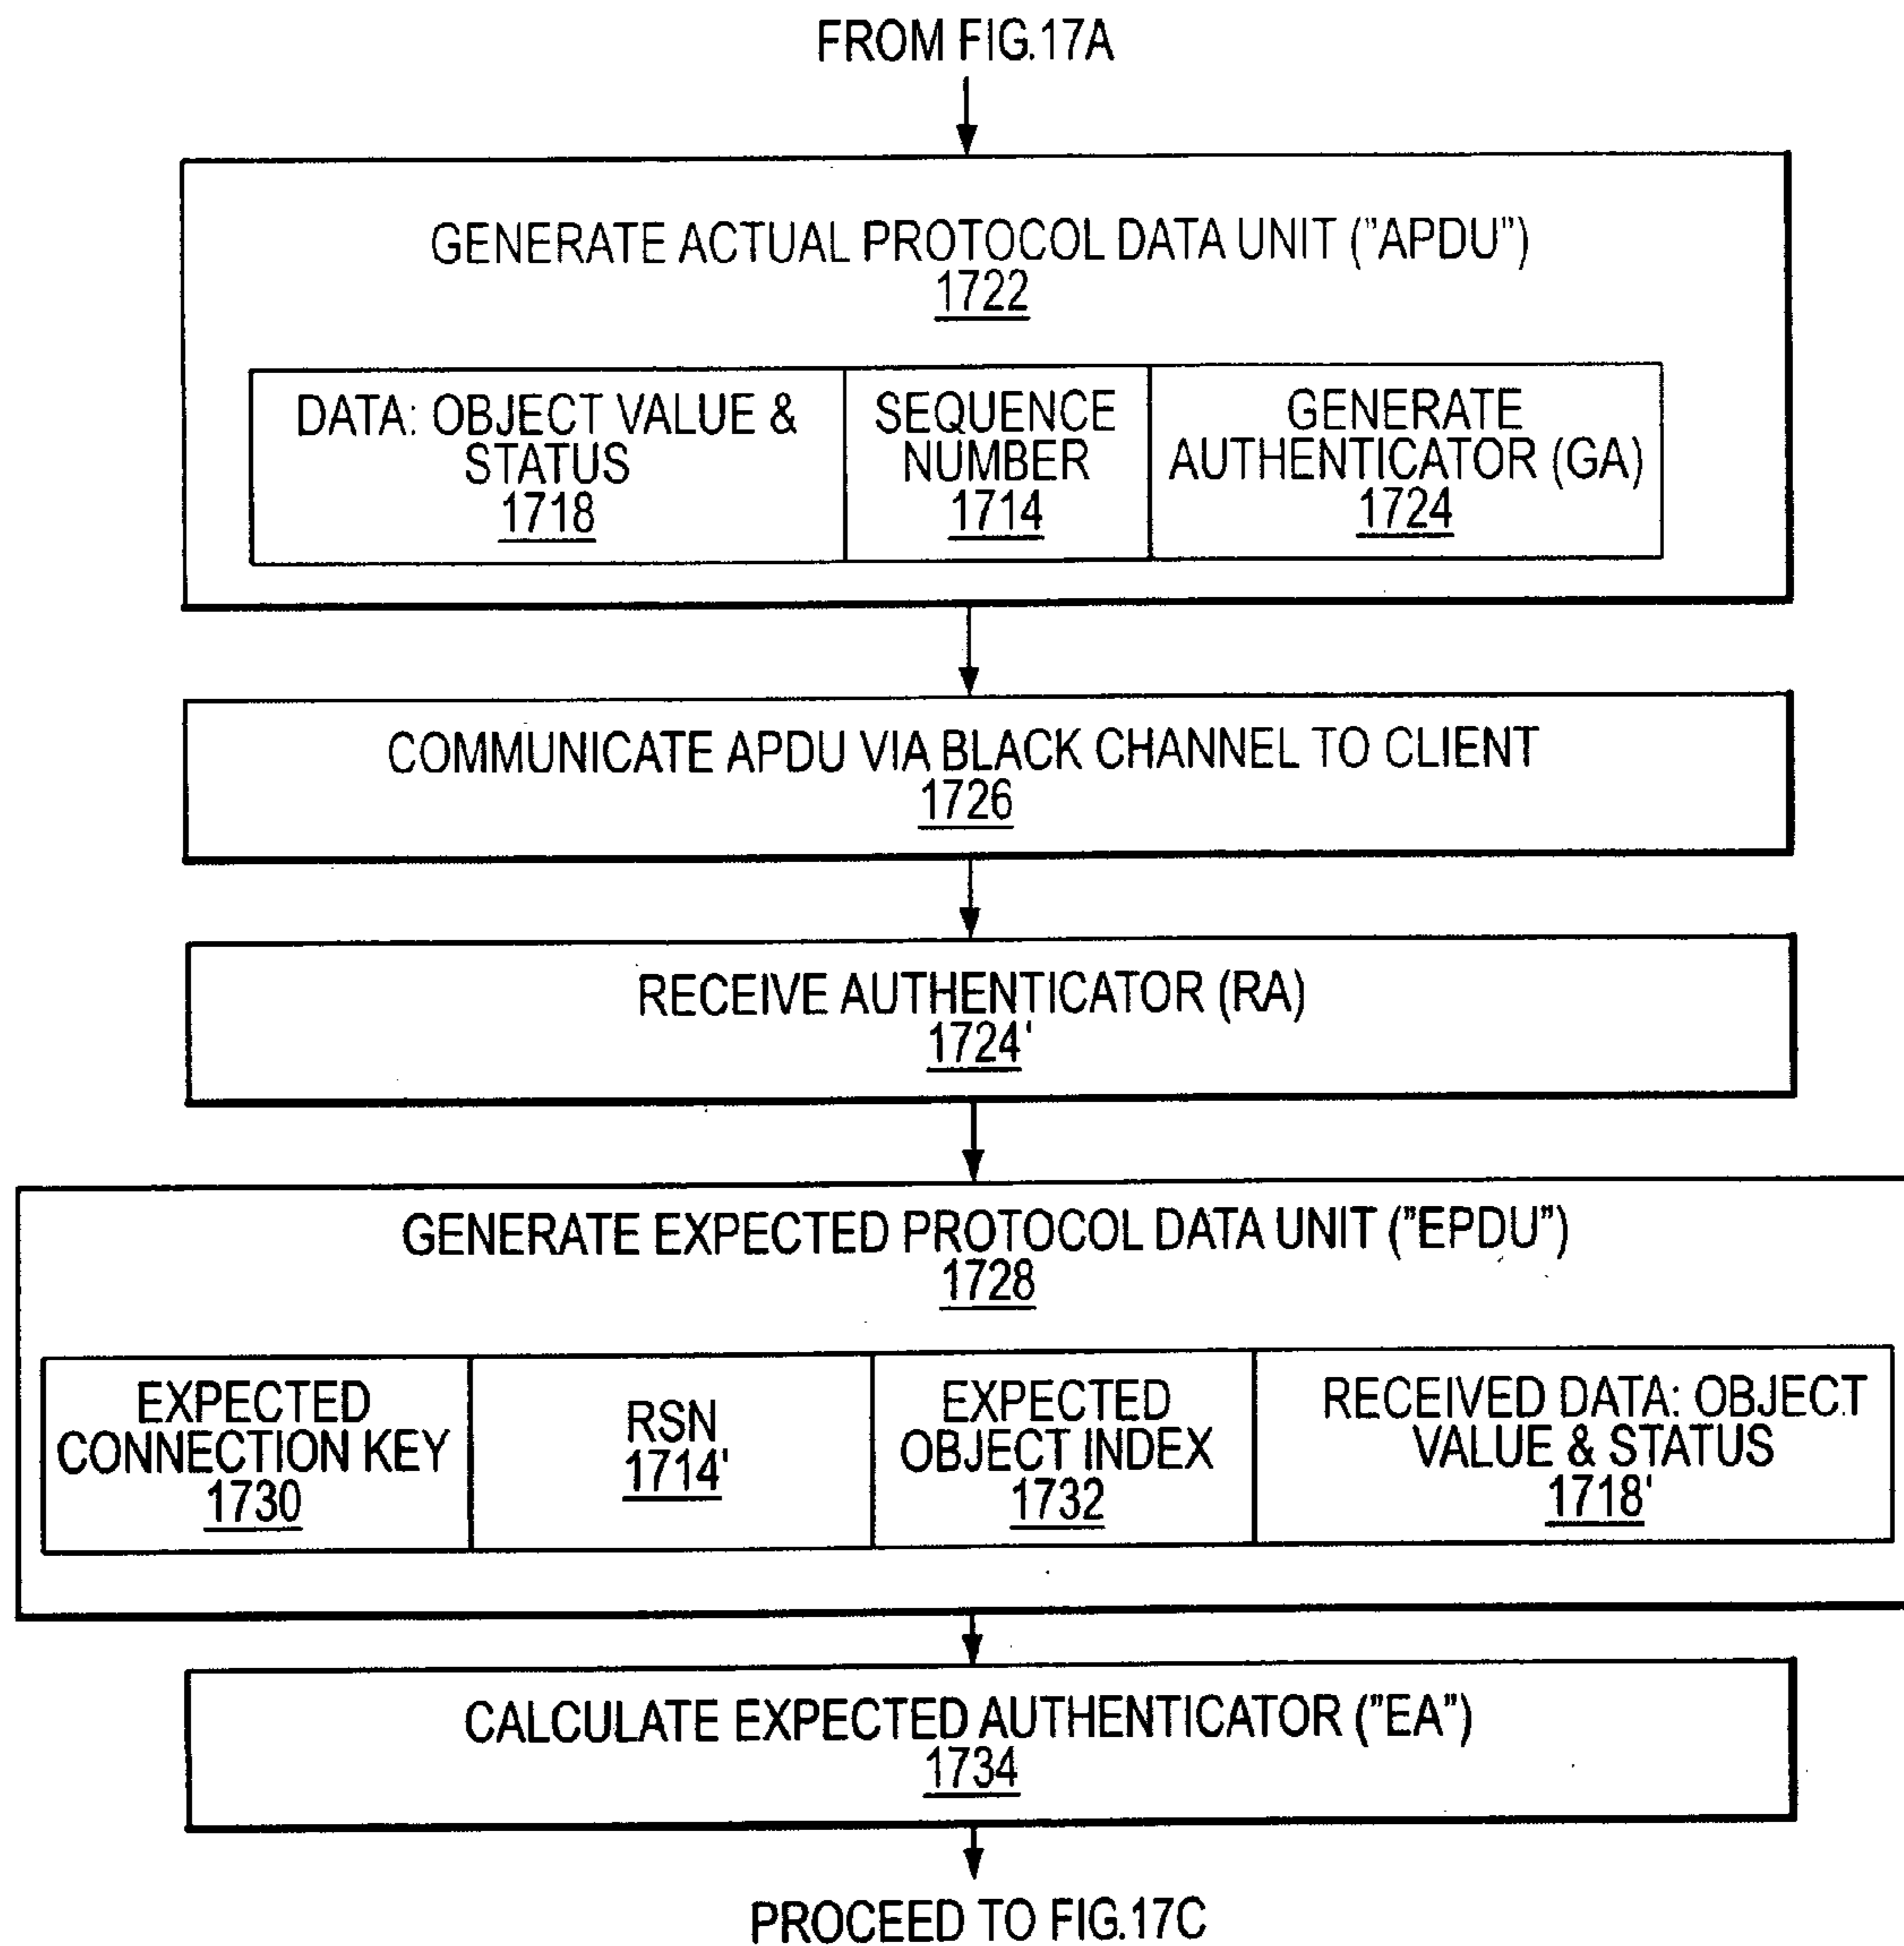 FROM FIG.17A
GENERATE ACTUAL PROTOCOL DATA UNIT ("APDU")
1722
DATA: OBJECT VALUE &
STATUS
1718
SEQUENCE
NUMBER
1714
GENERATE
AUTHENTICATOR (GA)
1724
COMMUNICATE APDU VIA BLACK CHANNEL TO CLIENT
1726
RECEIVE AUTHENTICATOR (RA)
1724'
GENERATE EXPECTED PROTOCOL DATA UNIT ("EPDU")
1728
EXPECTED
CONNECTION KEY
1730
RSN
1714'
EXPECTED
OBJECT INDEX
1732
RECEIVED DATA: OBJECT
VALUE & STATUS
1718'
CALCULATE EXPECTED AUTHENTICATOR ("EA")
1734
PROCEED TO FIG.17C